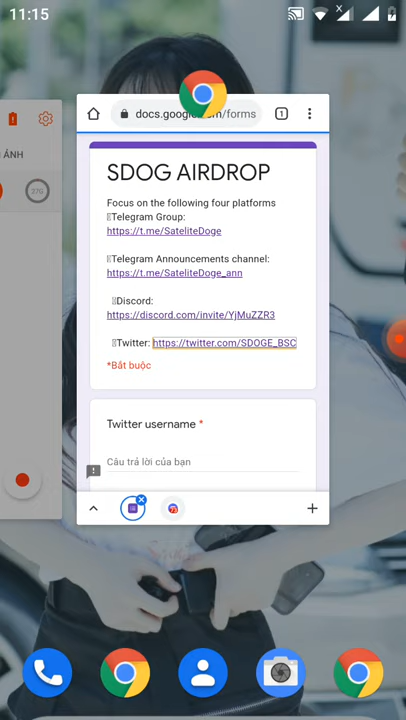 11:15
ẢNH
27G
docs.google.com/forms
1
SDOG AIRDROP
Focus on the following four platforms
Telegram Group:
https://t.me/SateliteDoge
Telegram Announcements channel:
https://t.me/SateliteDoge_ann
Discord:
https://discord.com/invite/YjMuZZR3
Twitter: https://twitter.com/SDOGE_BSC
*Bắt buộc
Twitter username *
Câu trả lời của bạn